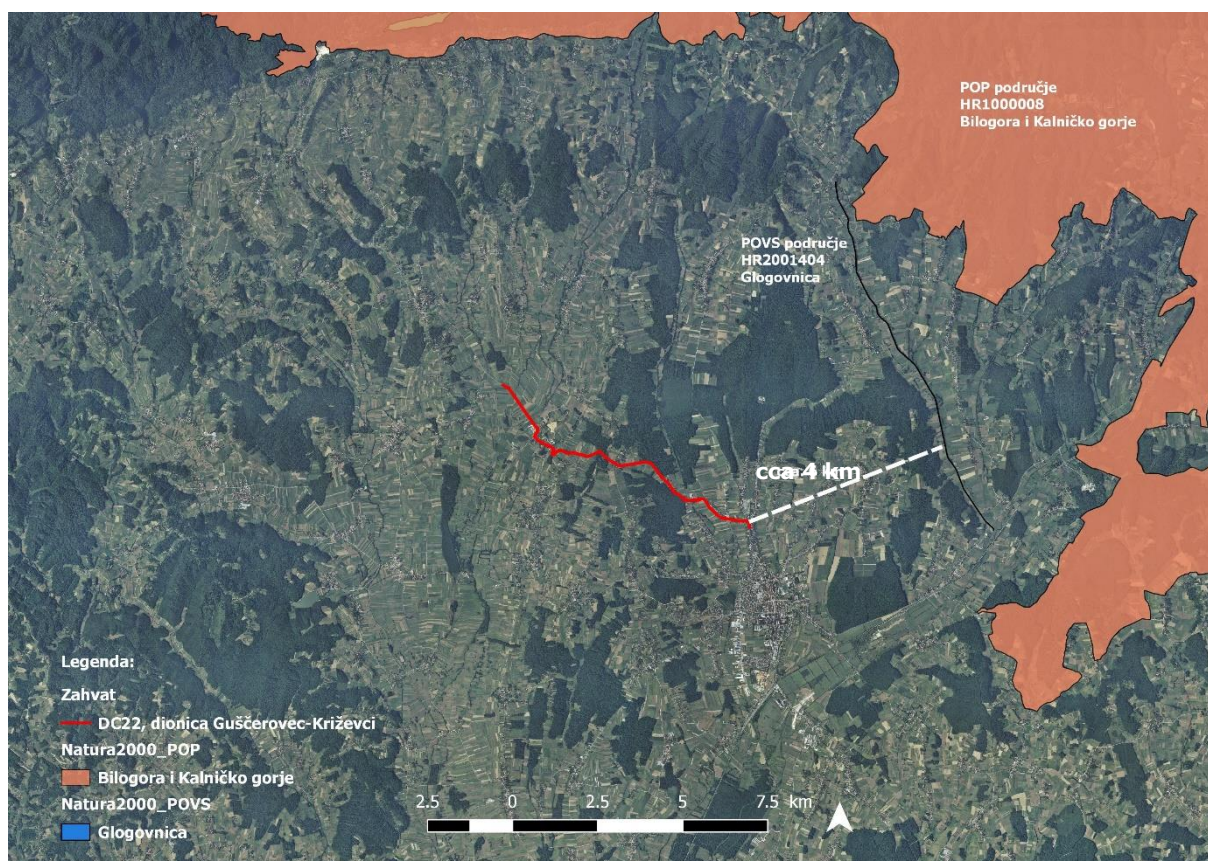 POP područje
HR1000008
Bilogora i Kalničko gorje
POVS područje
HR2001404
Glogovnica
cca 4 km
Legenda:
Zahvat
DC22, dionica Guščerovec-Križevci
Natura2000_POP
Bilogora i Kalničko gorje
Natura2000_POVS
Glogovnica
2.5 0 2.5 5 7.5 km